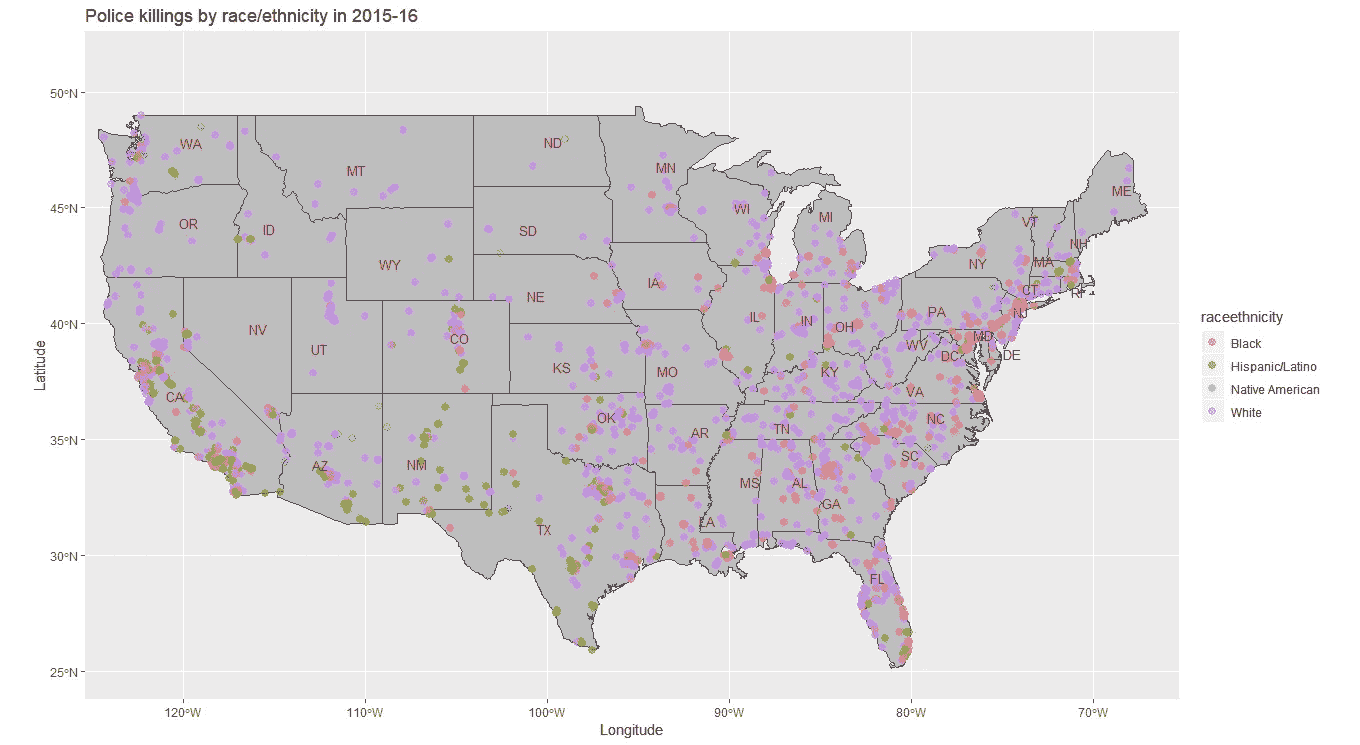 Police killings by race/ethnicity in 2015-16
50°N
45°N
40°N
35°N
30°N
25°N
Latitude
WA
MT
ND
MN
ME
OR
ID
SD
WI
MI
VT
NH
WY
NY
MA
NE
IA
CT
RI
NV
UT
CO
IL
IN
OH
PA
NJ
MD
WV
DC
DE
KS
MO
KY
VA
CA
OK
AR
TN
NC
AZ
NM
SC
MS
AL
GA
TX
LA
FL
120°W
110°W
100°W
90°W
80°W
70°W
Longitude
raceethnicity
Black
Hispanic/Latino
Native American
White